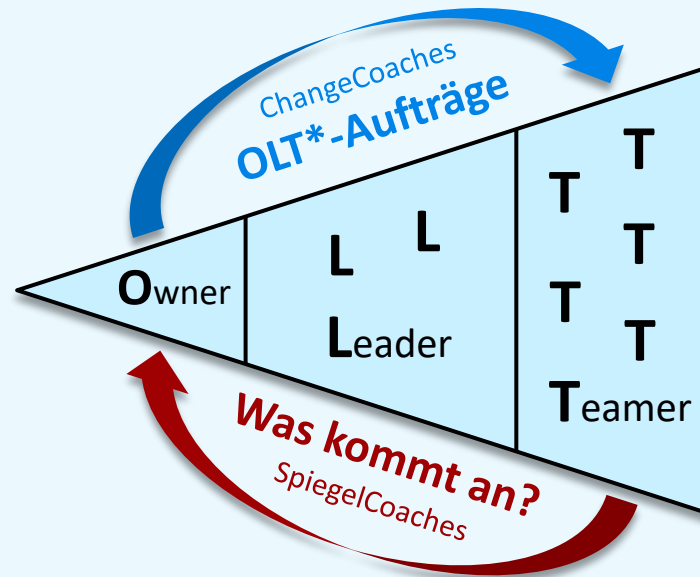 ChangeCoaches
OLT*-Aufträge
Owner
L
L
Leader
T
T
T
T
T
Teamer
Was kommt an?
SpiegelCoaches